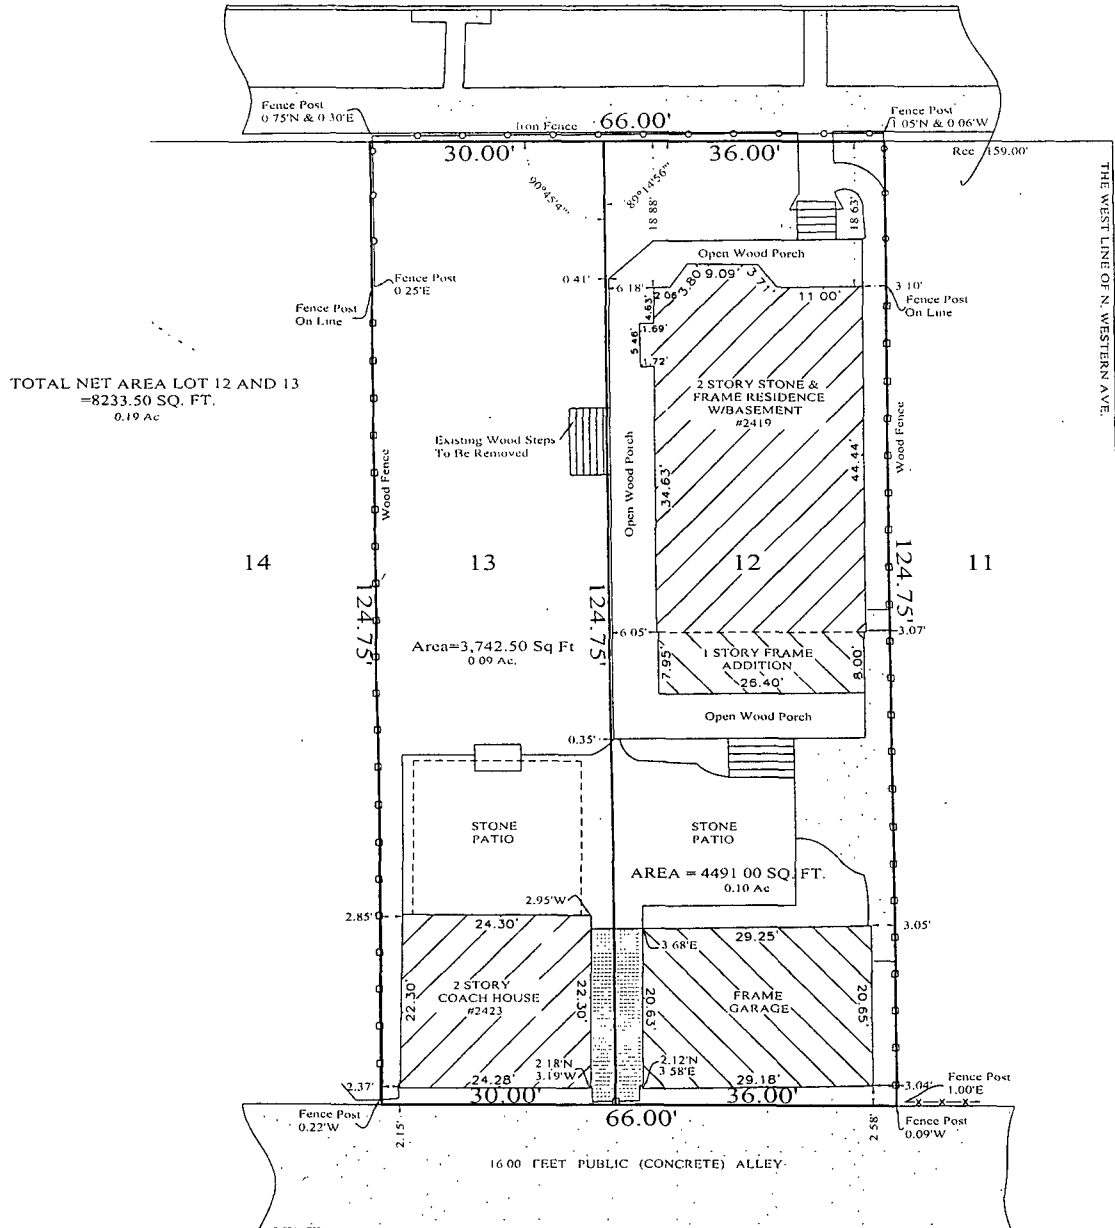 Fence Post
0 75'N & 0 30'E
Iron Fence
66.00'
Fence Post
1.05'N & 0 06'W
30.00'
36.00'
Rec 159.00'
THE WEST LINE OF N. WESTERN AVE.
90°45'4"
89°14'56"
18 88'
18 63'
Open Wood Porch
0.41'
6.18'
2 06'
3.80
9.09'
3.71'
11 00'
3.10'
Fence Post
0.25'E
Fence Post
On Line
Fence Post
On Line
4.63'
1.69'
5.46'
1.72'
TOTAL NET AREA LOT 12 AND 13
=8233.50 SQ. FT.
0.19 Ac
2 STORY STONE &
FRAME RESIDENCE
W/BASEMENT
#2419
Existing Wood Steps
To Be Removed
Wood Fence
Open Wood Porch
34.63'
44.44'
Wood Fence
14
13
12
11
124.75'
124.75'
124.75'
Area=3,742.50 Sq Ft
0 09 Ac.
6 05'
3.07'
1 STORY FRAME
ADDITION
7.95'
26.40'
8.00'
Open Wood Porch
0.35'
STONE
PATIO
STONE
PATIO
AREA = 4491 00 SQ. FT.
0.10 Ac
2.95'W
2.85'
24.30'
3 68'E
29.25'
3.05'
22.30'
2 STORY
COACH HOUSE
#2423
22.30'
20.63'
FRAME
GARAGE
20.65'
2 18'N
3.19'W
2.12'N
3 58'E
2.37'
24.28'
29.18'
3.04'
Fence Post
1.00'E
30.00'
36.00'
Fence Post
0.22'W
66.00'
Fence Post
0.09'W
2.15'
2 58'
16 00 FEET PUBLIC (CONCRETE) ALLEY